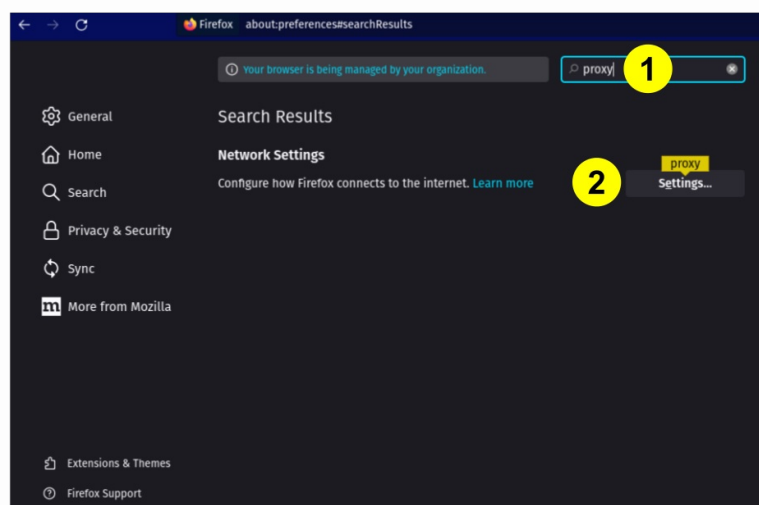 Firefox about:preferences#searchResults
Your browser is being managed by your organization.
proxy
1
General
Search Results
Home
Network Settings
proxy
Configure how Firefox connects to the internet. Learn more
2
Settings...
Search
Privacy & Security
Sync
m More from Mozilla
Extensions & Themes
Firefox Support